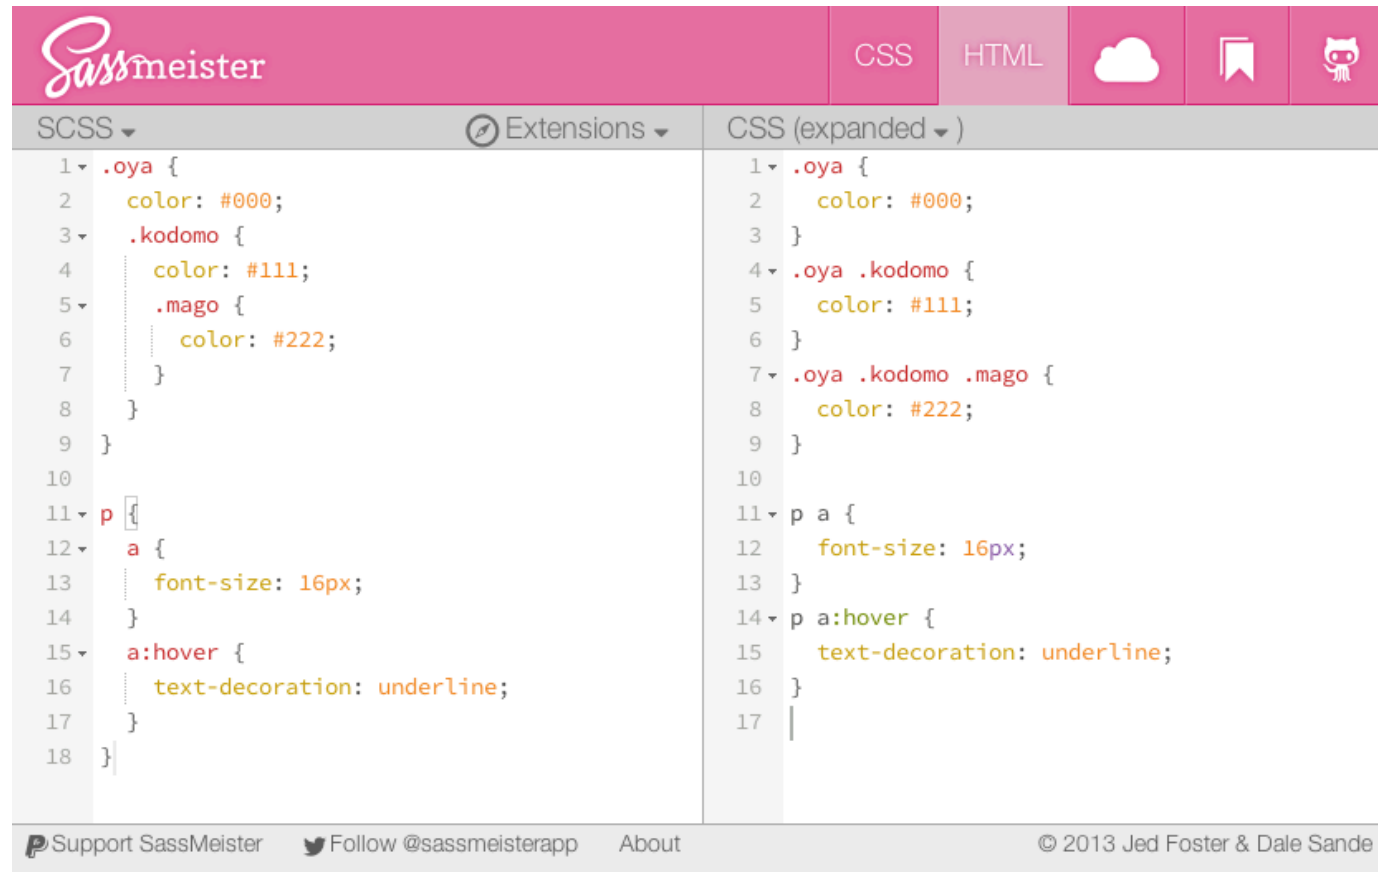 Sassmeister
CSS HTML
SCSS Extensions
1 .oya {
2 color: #000;
3 .kodomo {
4 color: #111;
5 .mago {
6 color: #222;
7 }
8 }
9 }
10
11 p {
12 a {
13 font-size: 16px;
14 }
15 a:hover {
16 text-decoration: underline;
17 }
18 }
CSS (expanded )
1 .oya {
2 color: #000;
3 }
4 .oya .kodomo {
5 color: #111;
6 }
7 .oya .kodomo .mago {
8 color: #222;
9 }
10
11 p a {
12 font-size: 16px;
13 }
14 p a:hover {
15 text-decoration: underline;
16 }
17
Support SassMeister Follow @sassmeisterapp About © 2013 Jed Foster & Dale Sande